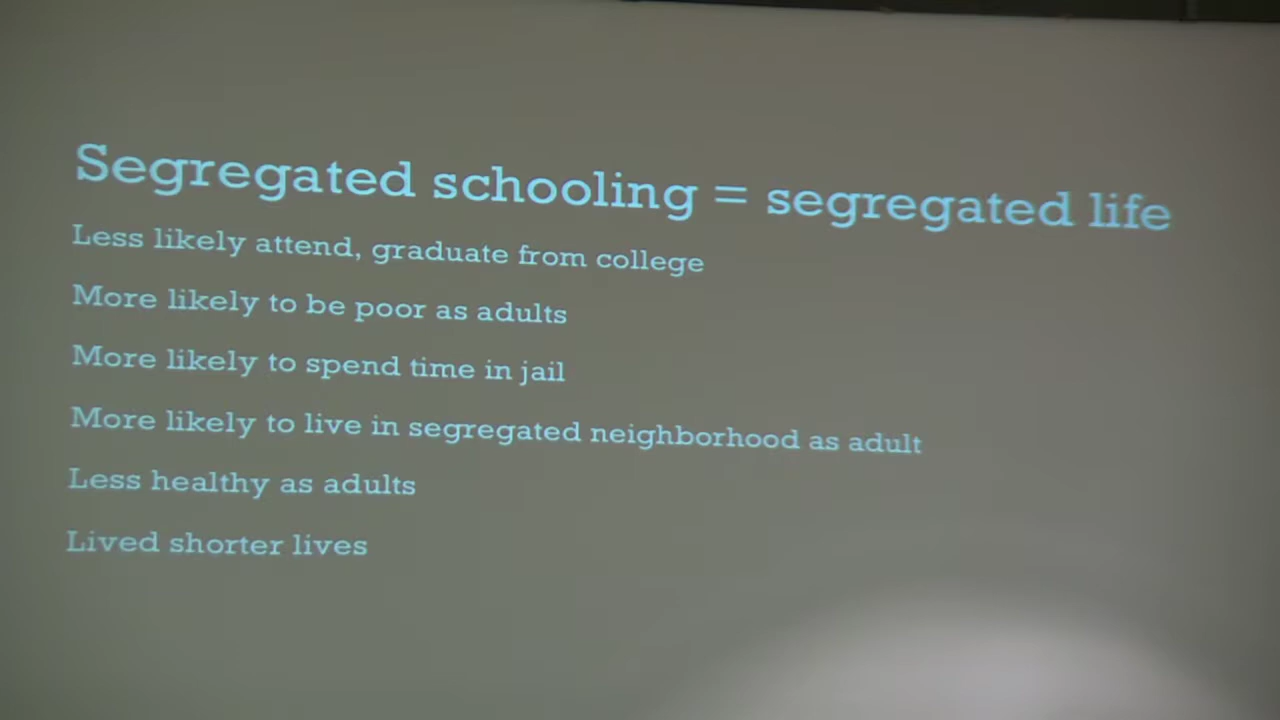 Segregated schooling = segregated life
Less likely attend, graduate from college
More likely to be poor as adults
More likely to spend time in jail
More likely to live in segregated neighborhood as adult
Less healthy as adults
Lived shorter lives